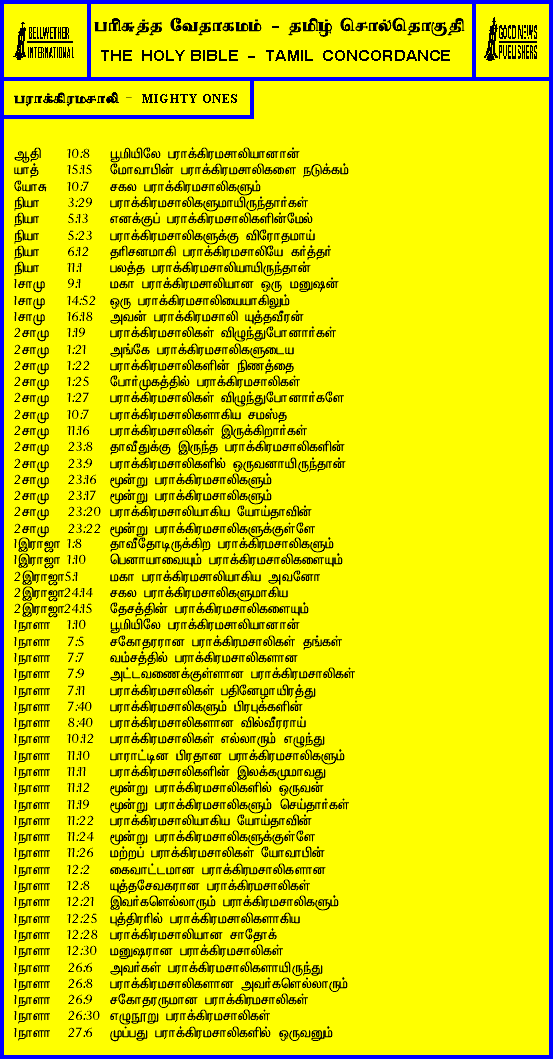 BELLWETHER
INTERNATIONAL
பரிசுத்த வேதாகமம் - தமிழ் சொல்தொகுதி
THE HOLY BIBLE - TAMIL CONCORDANCE
GOOD NEWS
PUBLISHERS
பராக்கிரமசாலி - MIGHTY ONES
ஆதி 10:8 பூமியிலே பராக்கிரமசாலியானான்
யாத் 15:15 மோவாபின் பராக்கிரமசாலிகளை நடுக்கம்
யோசு 10:7 சகல பராக்கிரமசாலிகளும்
நியா 3:29 பராக்கிரமசாலிகளுமாயிருந்தார்கள்
நியா 5:13 எனக்குப் பராக்கிரமசாலிகளின்மேல்
நியா 5:23 பராக்கிரமசாலிகளுக்கு விரோதமாய்
நியா 6:12 தரிசனமாகி பராக்கிரமசாலியே கர்த்தர்
நியா 11:1 பலத்த பராக்கிரமசாலியாயிருந்தான்
1சாமு 9:1 மகா பராக்கிரமசாலியான ஒரு மனுஷன்
1சாமு 14:52 ஒரு பராக்கிரமசாலியையாகிலும்
1சாமு 16:18 அவன் பராக்கிரமசாலி யுத்தவீரன்
2சாமு 1:19 பராக்கிரமசாலிகள் விழுந்துபோனார்கள்
2சாமு 1:21 அங்கே பராக்கிரமசாலிகளுடைய
2சாமு 1:22 பராக்கிரமசாலிகளின் நிணத்தை
2சாமு 1:25 போர்முகத்தில் பராக்கிரமசாலிகள்
2சாமு 1:27 பராக்கிரமசாலிகள் விழுந்துபோனார்களே
2சாமு 10:7 பராக்கிரமசாலிகளாகிய சமஸ்த
2சாமு 11:16 பராக்கிரமசாலிகள் இருக்கிறார்கள்
2சாமு 23:8 தாவீதுக்கு இருந்த பராக்கிரமசாலிகளின்
2சாமு 23:9 பராக்கிரமசாலிகளில் ஒருவனாயிருந்தான்
2சாமு 23:16 மூன்று பராக்கிரமசாலிகளும்
2சாமு 23:17 மூன்று பராக்கிரமசாலிகளும்
2சாமு 23:20 பராக்கிரமசாலியாகிய யோய்தாவின்
2சாமு 23:22 மூன்று பராக்கிரமசாலிகளுக்குள்ளே
1இராஜா 1:8 தாவீதோடிருக்கிற பராக்கிரமசாலிகளும்
1இராஜா 1:10 பெனாயாவையும் பராக்கிரமசாலிகளையும்
2இராஜா5:1 மகா பராக்கிரமசாலியாகிய அவனோ
2இராஜா24:14 சகல பராக்கிரமசாலிகளுமாகிய
2இராஜா24:15 தேசத்தின் பராக்கிரமசாலிகளையும்
1நாளா 1:10 பூமியிலே பராக்கிரமசாலியானான்
1நாளா 7:5 சகோதரரான பராக்கிரமசாலிகள் தங்கள்
1நாளா 7:7 வம்சத்தில் பராக்கிரமசாலிகளான
1நாளா 7:9 அட்டவணைக்குள்ளான பராக்கிரமசாலிகள்
1நாளா 7:11 பராக்கிரமசாலிகள் பதினேழாயிரத்து
1நாளா 7:40 பராக்கிரமசாலிகளும் பிரபுக்களின்
1நாளா 8:40 பராக்கிரமசாலிகளான வில்வீரராய்
1நாளா 10:12 பராக்கிரமசாலிகள் எல்லாரும் எழுந்து
1நாளா 11:10 பாராட்டின பிரதான பராக்கிரமசாலிகளும்
1நாளா 11:11 பராக்கிரமசாலிகளின் இலக்கமுமாவது
1நாளா 11:12 மூன்று பராக்கிரமசாலிகளில் ஒருவன்
1நாளா 11:19 மூன்று பராக்கிரமசாலிகளும் செய்தார்கள்
1நாளா 11:22 பராக்கிரமசாலியாகிய யோய்தாவின்
1நாளா 11:24 மூன்று பராக்கிரமசாலிகளுக்குள்ளே
1நாளா 11:26 மற்றப் பராக்கிரமசாலிகள் யோவாபின்
1நாளா 12:2 கைவாட்டமான பராக்கிரமசாலிகளான
1நாளா 12:8 யுத்தசேவகரான பராக்கிரமசாலிகள்
1நாளா 12:21 இவர்களெல்லாரும் பராக்கிரமசாலிகளும்
1நாளா 12:25 புத்திரரில் பராக்கிரமசாலிகளாகிய
1நாளா 12:28 பராக்கிரமசாலியான சாதோக்
1நாளா 12:30 மனுஷரான பராக்கிரமசாலிகள்
1நாளா 26:6 அவர்கள் பராக்கிரமசாலிகளாயிருந்து
1நாளா 26:8 பராக்கிரமசாலிகளான அவர்களெல்லாரும்
1நாளா 26:9 சகோதரருமான பராக்கிரமசாலிகள்
1நாளா 26:30 எழுநூறு பராக்கிரமசாலிகள்
1நாளா 27:6 முப்பது பராக்கிரமசாலிகளில் ஒருவனும்